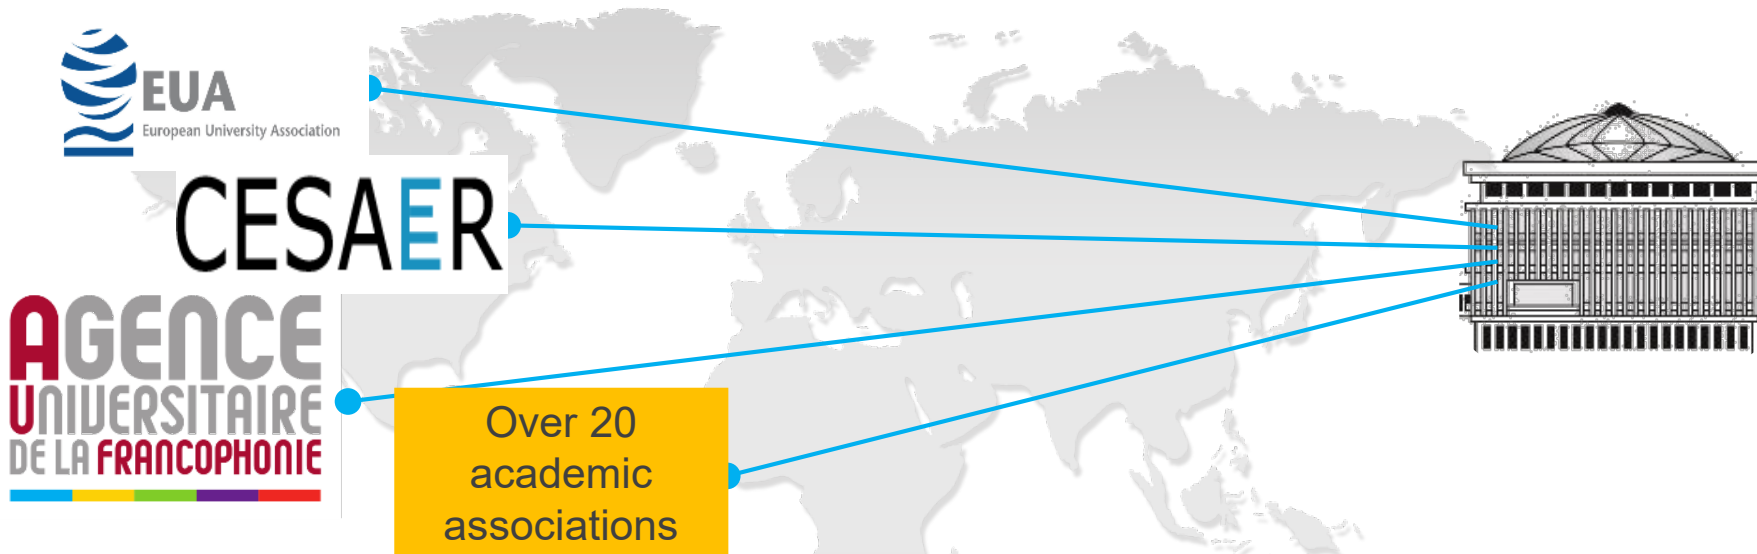 EUA
European University Association
CESAER
AGENCE
UNIVERSITAIRE
DE LA FRANCOPHONIE
Over 20
academic
associations